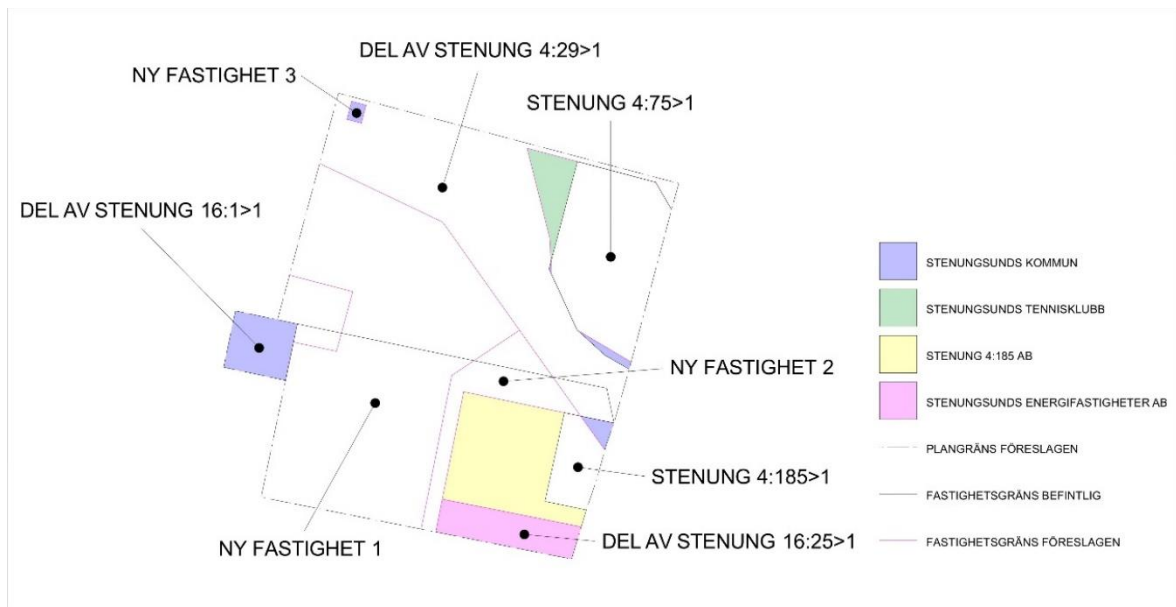 DEL AV STENUNG 4:29>1
NY FASTIGHET 3
STENUNG 4:75>1
DEL AV STENUNG 16:1>1
NY FASTIGHET 2
STENUNG 4:185>1
DEL AV STENUNG 16:25>1
NY FASTIGHET 1
STENUNGSUNDS KOMMUN
STENUNGSUNDS TENNISKLUBB
STENUNG 4:185 AB
STENUNGSUNDS ENERGIFASTIGHETER AB
PLANGRÄNS FÖRESLAGEN
FASTIGHETSGRÄNS BEFINTLIG
FASTIGHETSGRÄNS FÖRESLAGEN